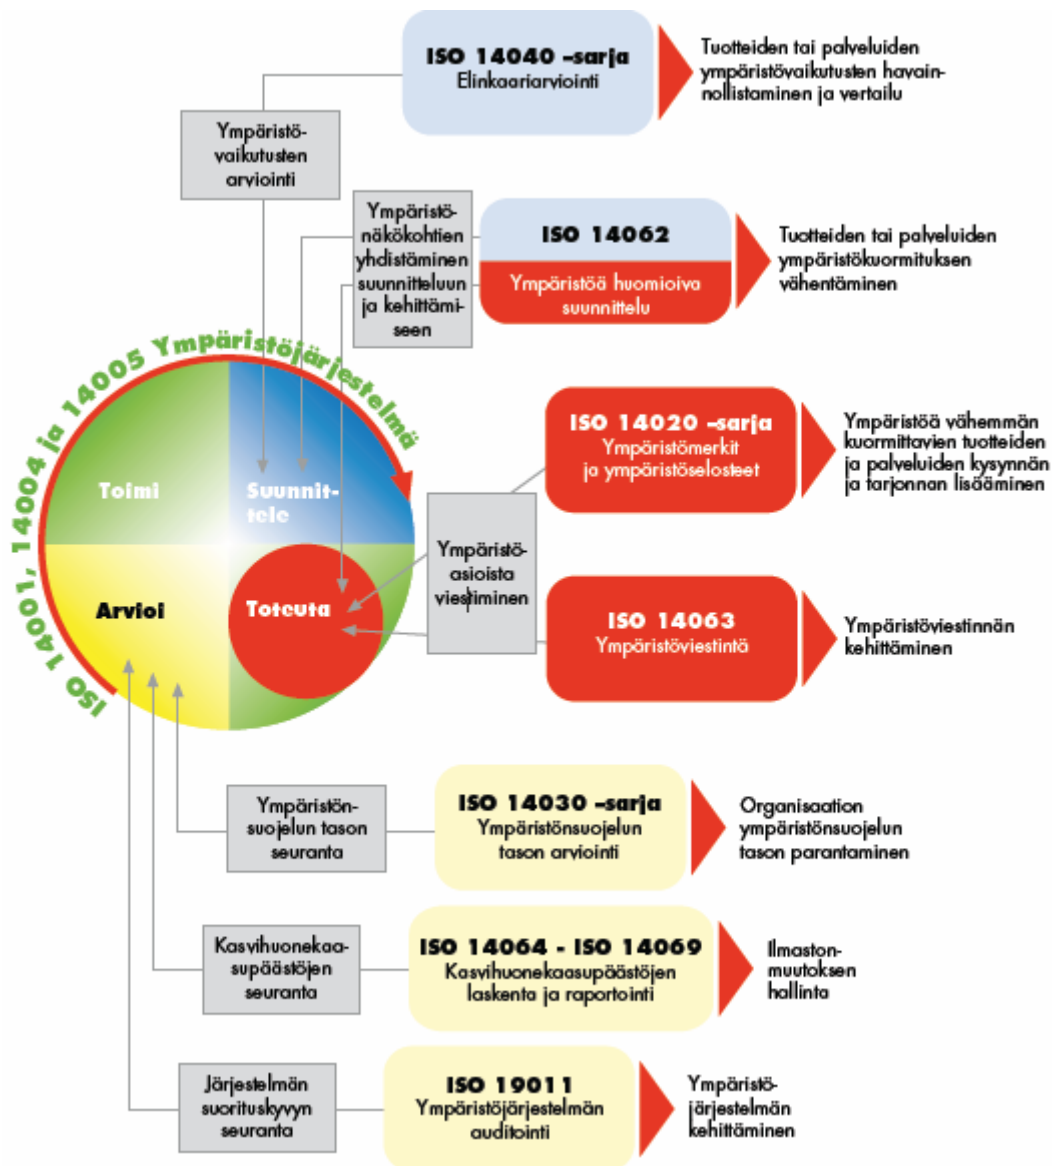 ISO 14040 –sarja
Elinkaariarviointi
Tuotteiden tai palveluiden
ympäristövaikutusten havain-
nollistaminen ja vertailu
Ympäristö-
vaikutusten
arviointi
Ympäristö-
näkökohtien
yhdistäminen
suunnitteluun
ja kehittämi-
seen
ISO 14062
Ympäristöä huomioiva
suunnittelu
Tuotteiden tai palveluiden
ympäristökuormituksen
vähentäminen
ISO 14001, 14004 ja 14005 Ympäristöjärjestelmä
Toimi
Suunnit-
tele
Arvioi
Toteuta
Ympäristö-
asioista
viestiminen
ISO 14020 –sarja
Ympäristömerkit
ja ympäristöselosteet
Ympäristöä vähemmän
kuormittavien tuotteiden
ja palveluiden kysynnän
ja tarjonnan lisääminen
ISO 14063
Ympäristöviestintä
Ympäristöviestinnän
kehittäminen
Ympäristön-
suojelun tason
seuranta
ISO 14030 –sarja
Ympäristönsuojelun
tason arviointi
Organisaation
ympäristönsuojelun
tason parantaminen
Kasvihuonekaa-
supäästöjen
seuranta
ISO 14064 - ISO 14069
Kasvihuonekaasupäästöjen
laskenta ja raportointi
Ilmaston-
muutoksen
hallinta
Järjestelmän
suorituskyvyn
seuranta
ISO 19011
Ympäristöjärjestelmän
auditointi
Ympäristö-
järjestelmän
kehittäminen